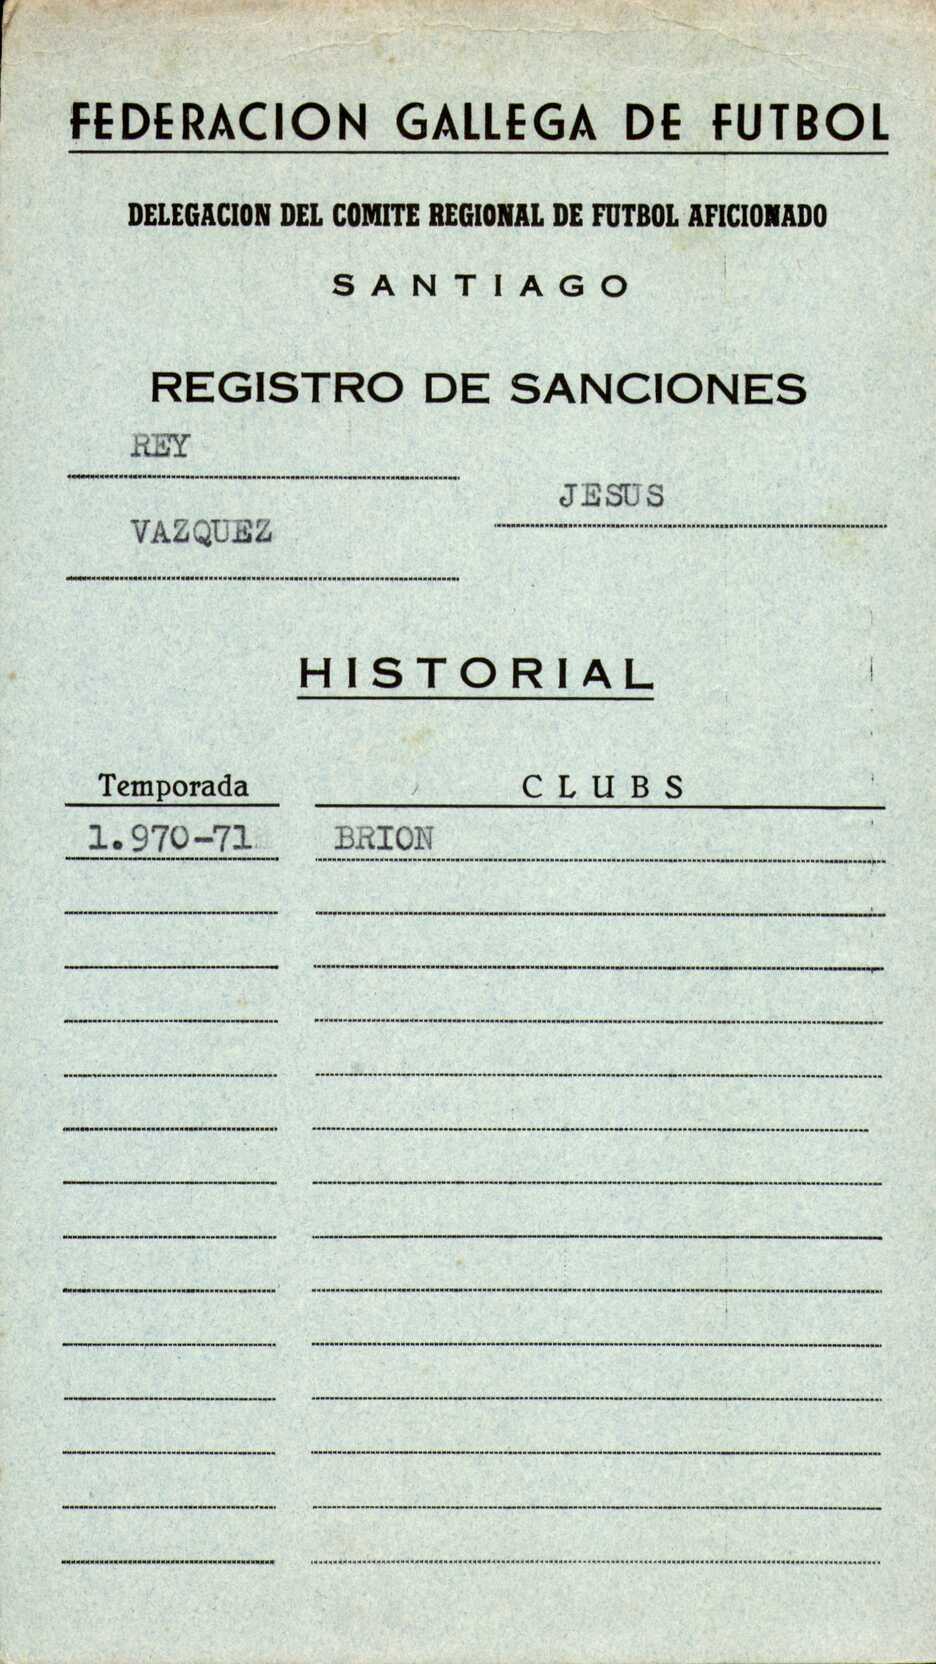 FEDERACION GALLEGA DE FUTBOL
DELEGACION DEL COMITE REGIONAL DE FUTBOL AFICIONADO
SANTIAGO
REGISTRO DE SANCIONES
REY
JESUS
VAZQUEZ
HISTORIAL
Temporada CLUBS
1.970-71 BRION